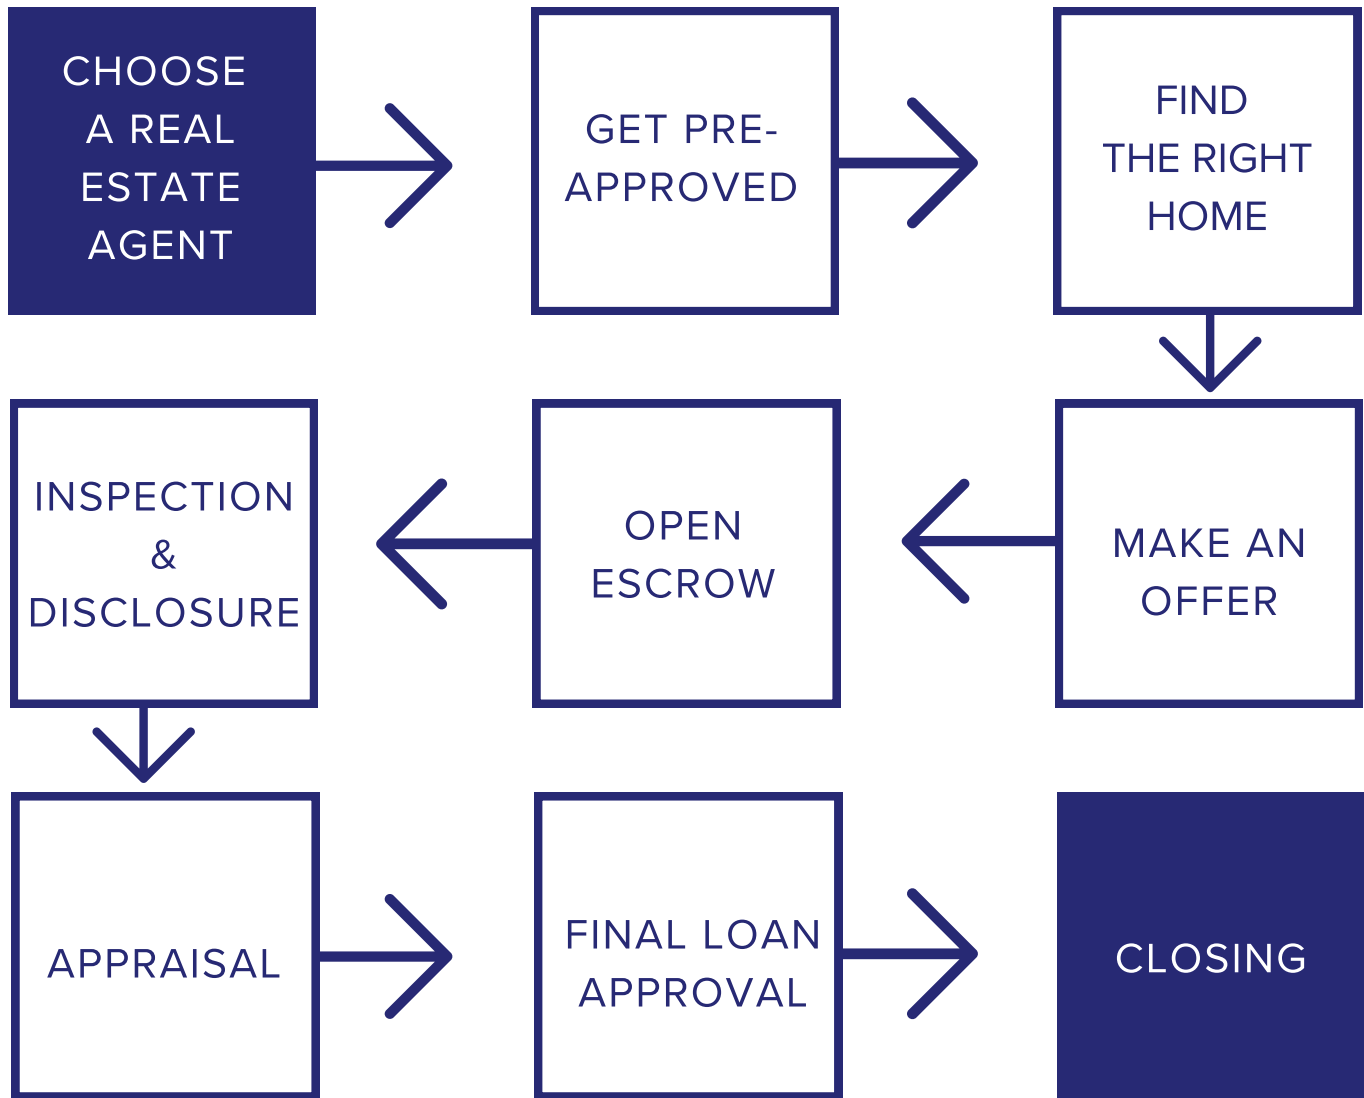 CHOOSE
A REAL
ESTATE
AGENT
GET PRE-
APPROVED
FIND
THE RIGHT
HOME
MAKE AN
OFFER
OPEN
ESCROW
INSPECTION
&
DISCLOSURE
APPRAISAL
FINAL LOAN
APPROVAL
CLOSING